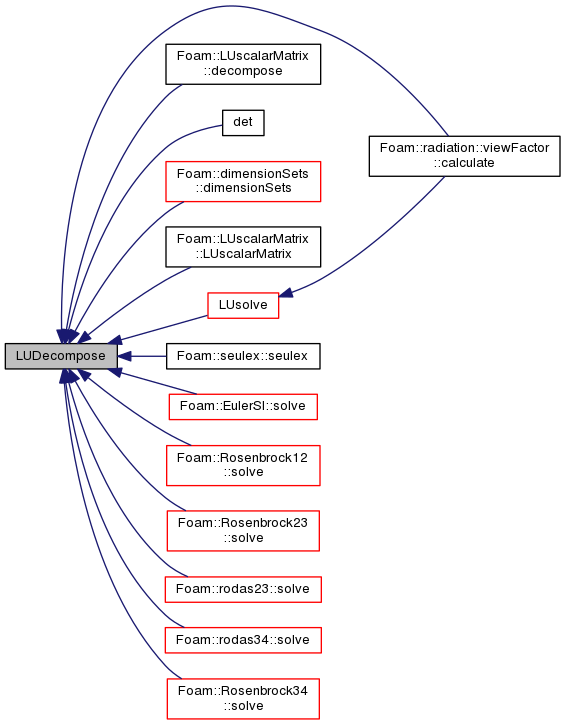 Foam::LUscalarMatrix
::decompose
det
Foam::radiation::viewFactor
::calculate
Foam::dimensionSets
::dimensionSets
Foam::LUscalarMatrix
::LUscalarMatrix
LUsolve
LUDecompose
Foam::seulex::seulex
Foam::EulerSI::solve
Foam::Rosenbrock12
::solve
Foam::Rosenbrock23
::solve
Foam::rodas23::solve
Foam::rodas34::solve
Foam::Rosenbrock34
::solve